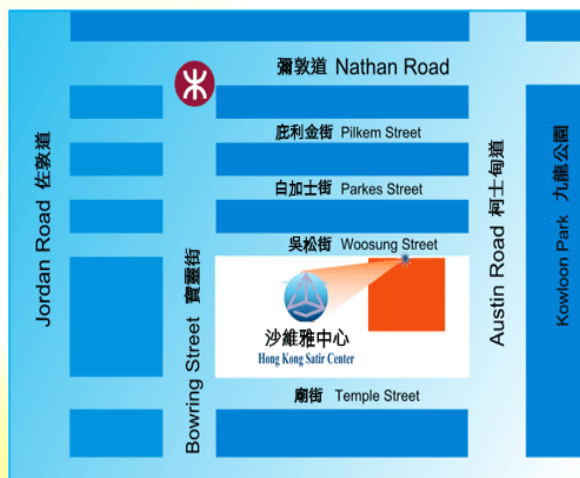 彌敦道 Nathan Road
庇利金街 Pilkem Street
白加士街 Parkes Street
吳松街 Woosung Street
沙維雅中心
Hong Kong Satir Center
廟街 Temple Street
Jordan Road 佐敦道
Bowring Street 寶靈街
Austin Road 柯士甸道
Kowloon Park 九龍公園